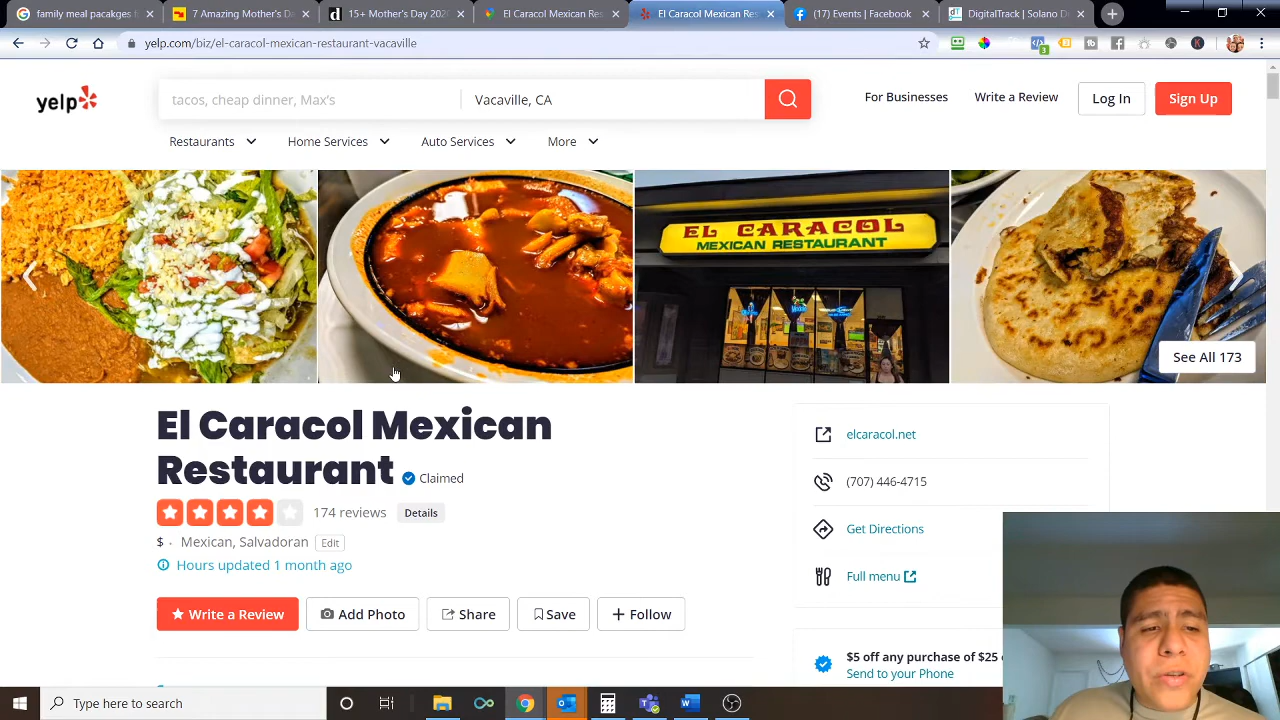 family meal pacakges f
7 Amazing Mother's D
15+ Mother's Day 202
El Caracol Mexican Res
El Caracol Mexican Res
(17) Events | Facebook
DigitalTrack | Solano D
yelp.com/biz/el-caracol-mexican-restaurant-vacaville
yelp
tacos, cheap dinner, Max's
Vacaville, CA
For Businesses
Write a Review
Log In
Sign Up
Restaurants
Home Services
Auto Services
More
EL CARACOL
MEXICAN RESTAURANT
See All 173
El Caracol Mexican
Restaurant
Claimed
174 reviews
Details
$ · Mexican, Salvadoran
Edit
Hours updated 1 month ago
Write a Review
Add Photo
Share
Save
Follow
elcaracol.net
(707) 446-4715
Get Directions
Full menu
$5 off any purchase of $25
Send to your Phone
Type here to search